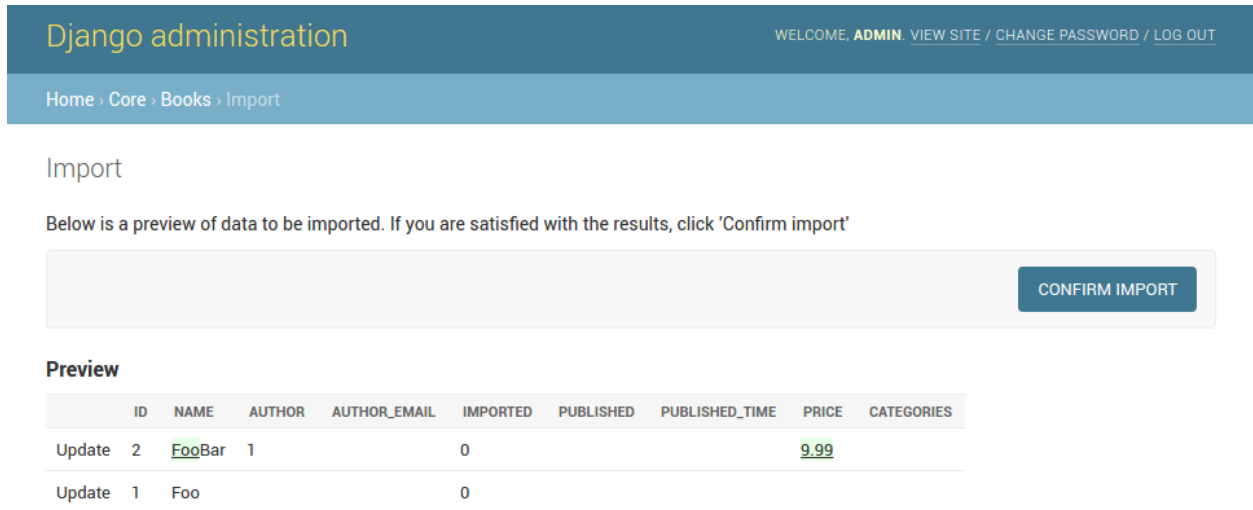 Django administration
WELCOME, ADMIN. VIEW SITE / CHANGE PASSWORD / LOG OUT
Home › Core › Books › Import
Import
Below is a preview of data to be imported. If you are satisfied with the results, click 'Confirm import'
CONFIRM IMPORT
Preview
ID NAME AUTHOR AUTHOR_EMAIL IMPORTED PUBLISHED PUBLISHED_TIME PRICE CATEGORIES
Update 2 FooBar 1 0 9.99
Update 1 Foo 0